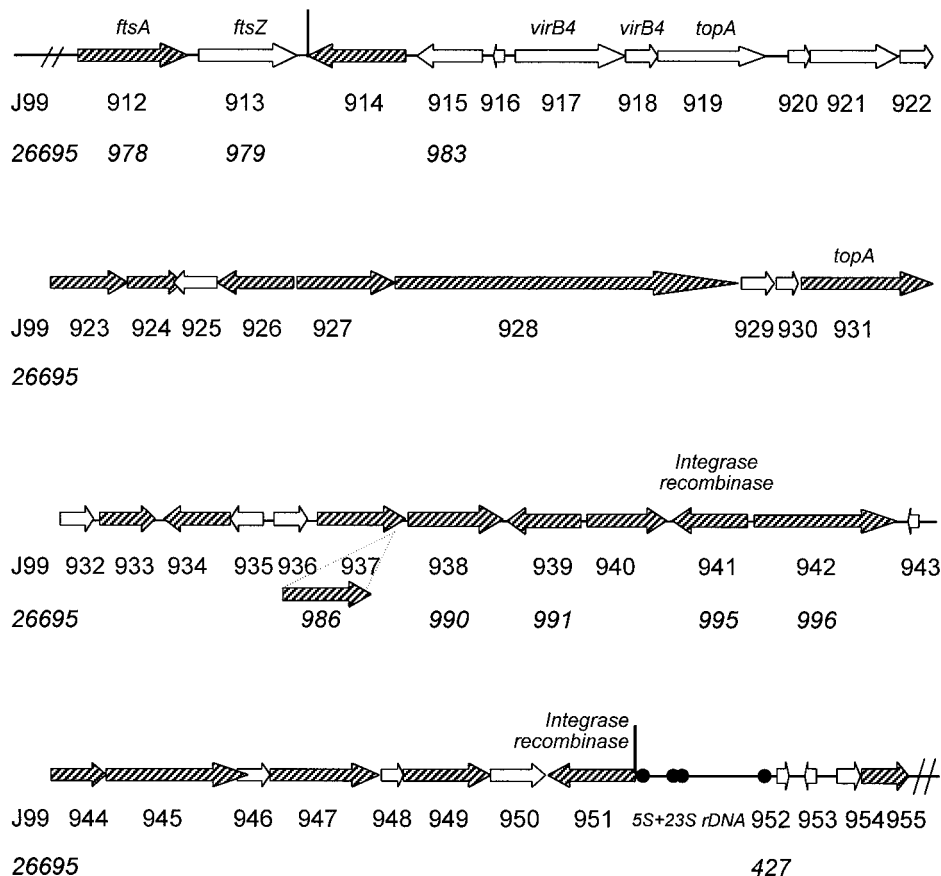 ftsA ftsZ virB4 virB4 topA
J99 912 913 914 915 916 917 918 919 920 921 922
26695 978 979 983
topA
J99 923 924 925 926 927 928 929 930 931
26695
Integrase
recombinase
J99 932 933 934 935 936 937 938 939 940 941 942 943
26695 986 990 991 995 996
Integrase
recombinase
J99 944 945 946 947 948 949 950 951 5S+23S rDNA 952 953 954 955
26695 427